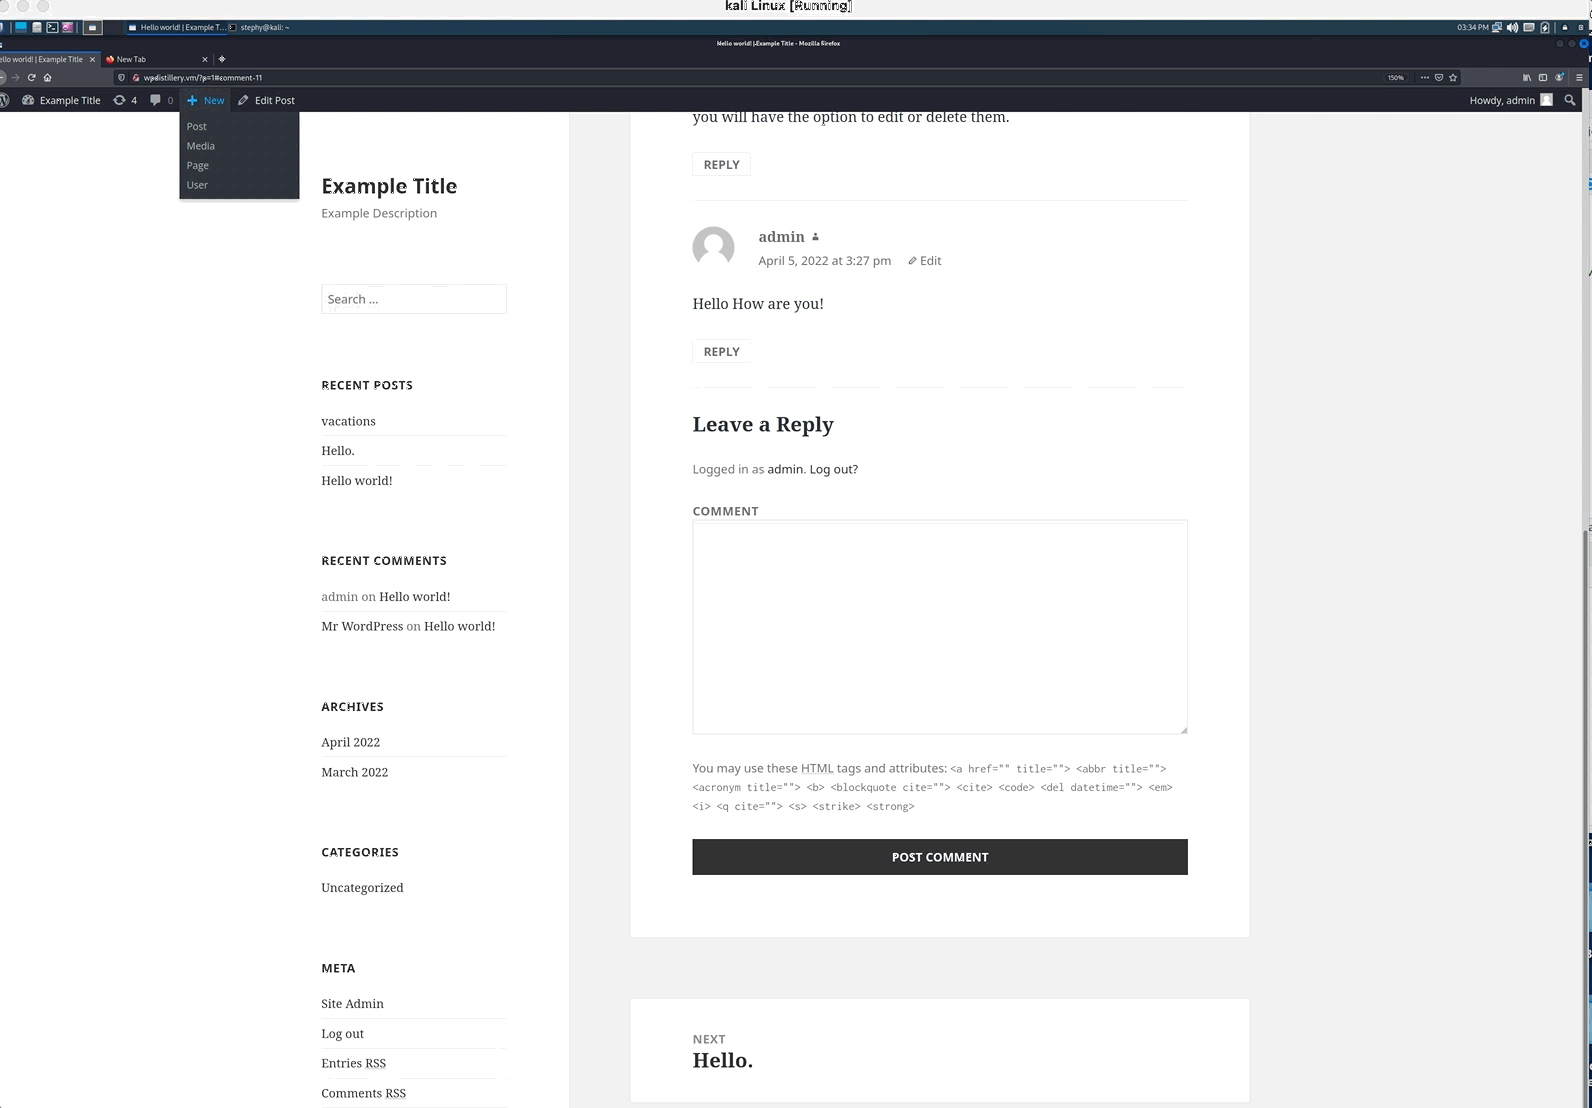 kali Linux [Running]
Hello world! | Example T...
stephy@kali: ~
03:34 PM
Hello world! | Example Title - Mozilla Firefox
ello world! | Example Title
New Tab
wpdistillery.vm/?p=1#comment-11
150%
Example Title
4
0
New
Edit Post
Howdy, admin
Post
Media
Page
User
Example Title
Example Description
Search ...
RECENT POSTS
vacations
Hello.
Hello world!
RECENT COMMENTS
admin on Hello world!
Mr WordPress on Hello world!
ARCHIVES
April 2022
March 2022
CATEGORIES
Uncategorized
META
Site Admin
Log out
Entries RSS
Comments RSS
you will have the option to edit or delete them.
REPLY
admin
April 5, 2022 at 3:27 pm
Edit
Hello How are you!
REPLY
Leave a Reply
Logged in as admin. Log out?
COMMENT
You may use these HTML tags and attributes: <a href="" title=""> <abbr title="">
<acronym title=""> <b> <blockquote cite=""> <cite> <code> <del datetime=""> <em>
<i> <q cite=""> <s> <strike> <strong>
POST COMMENT
NEXT
Hello.